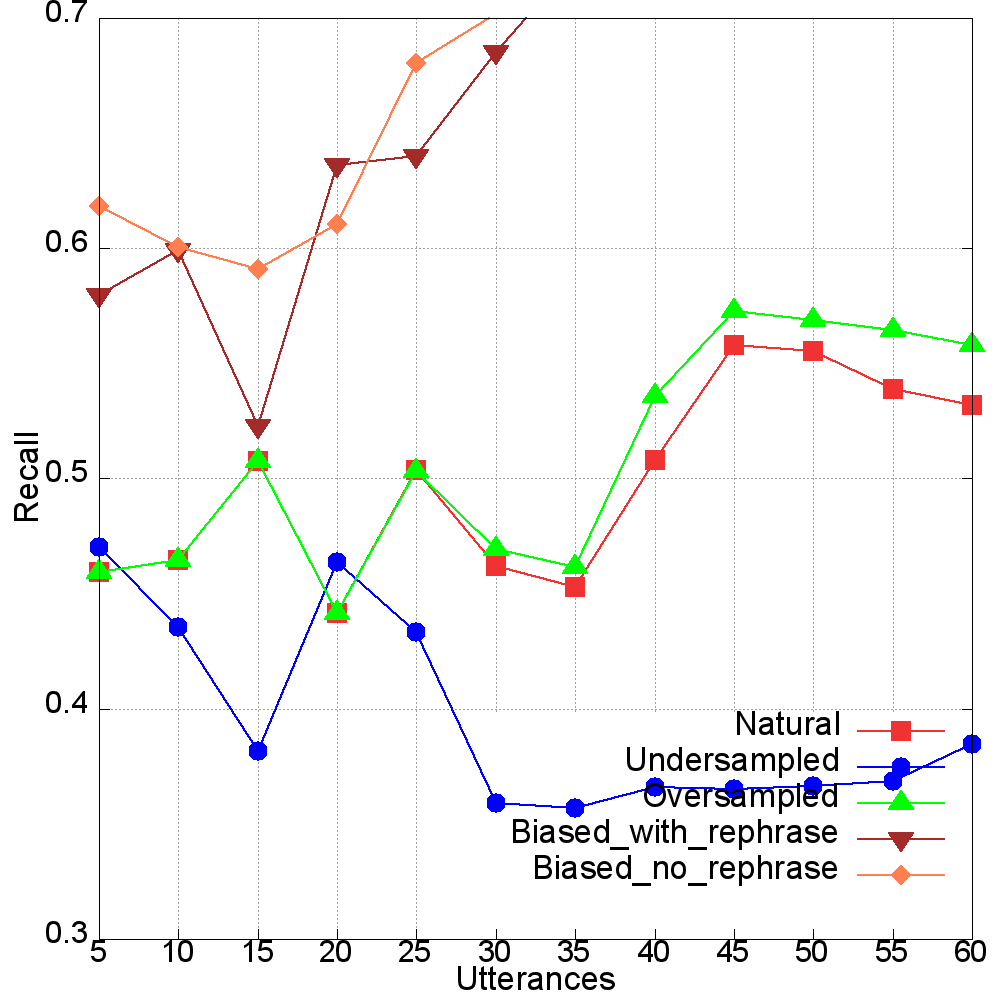 0.7
0.6
0.5
0.4
0.3
Recall
Natural
Undersampled
Oversampled
Biased_with_rephrase
Biased_no_rephrase
5 10 15 20 25 30 35 40 45 50 55 60
Utterances